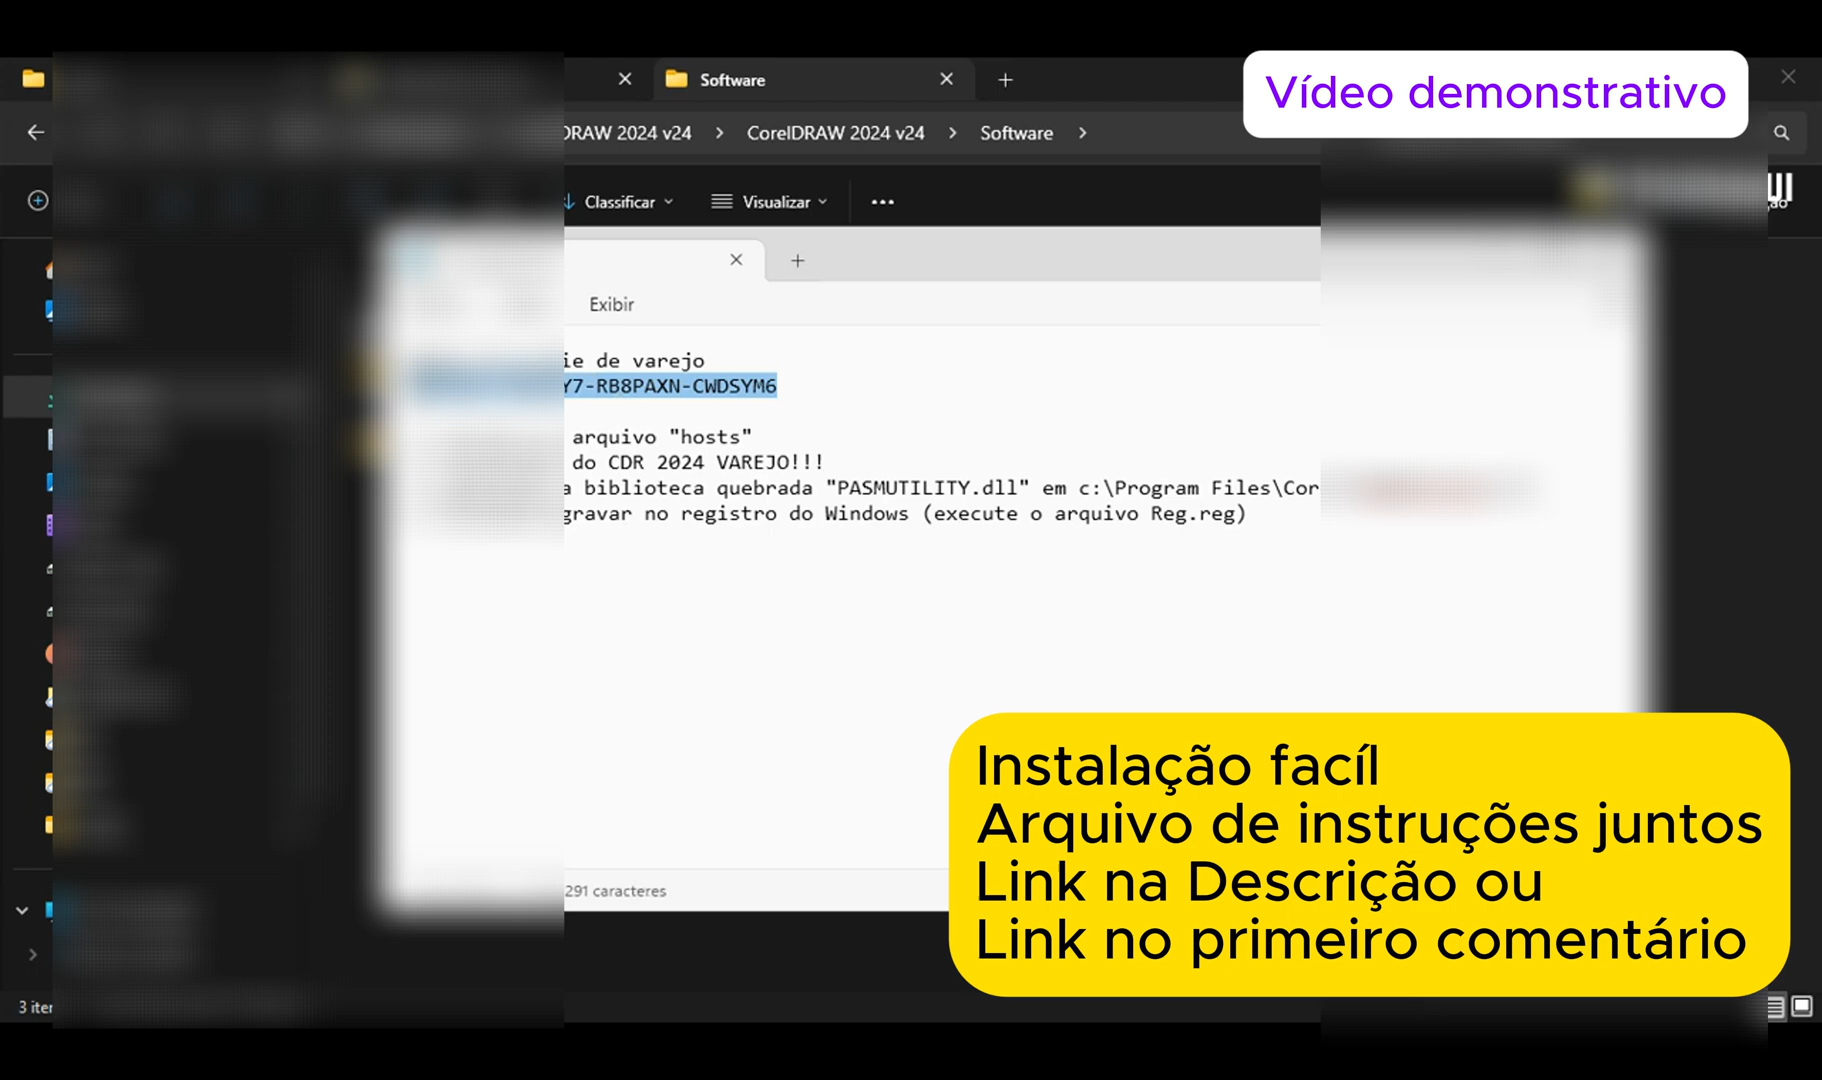 Software
Vídeo demonstrativo
DRAW 2024 v24 > CorelDRAW 2024 v24 > Software >
Classificar
Visualizar
Exibir
ie de varejo
Y7-RB8PAXN-CWDSYM6
arquivo "hosts"
do CDR 2024 VAREJO!!!
a biblioteca quebrada "PASMUTILITY.dll" em c:\Program Files\Cor
gravar no registro do Windows (execute o arquivo Reg.reg)
291 caracteres
Instalação facíl
Arquivo de instruções juntos
Link na Descrição ou
Link no primeiro comentário
3 iter